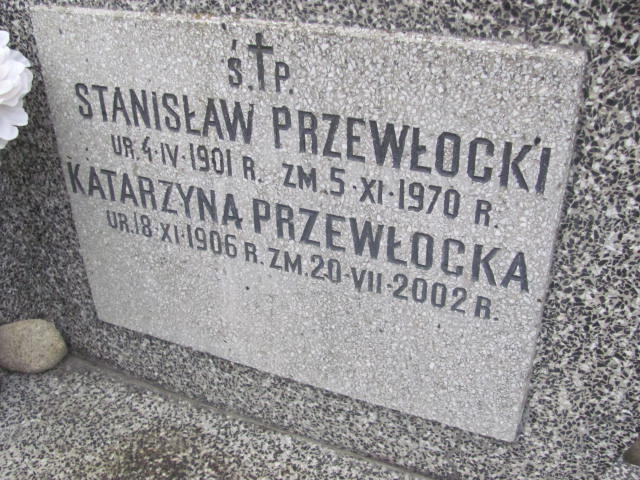 Ś.†P.
STANISŁAW PRZEWŁOCKI
UR. 4·IV·1901 R. ZM. 5·XI·1970 R.
KATARZYNA PRZEWŁOCKA
UR. 18·XI·1906 R. ZM. 20·VII·2002 R.